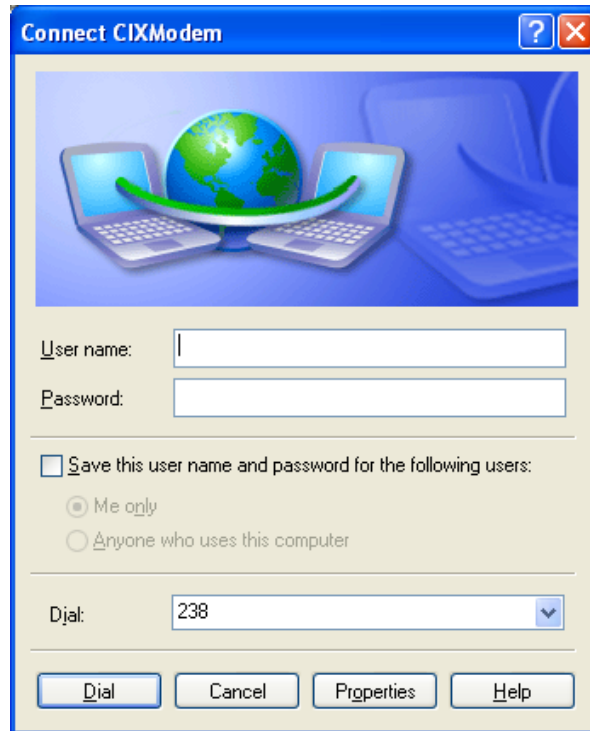 Connect CIXModem
User name:
Password:
Save this user name and password for the following users:
Me only
Anyone who uses this computer
Dial: 238
Dial Cancel Properties Help